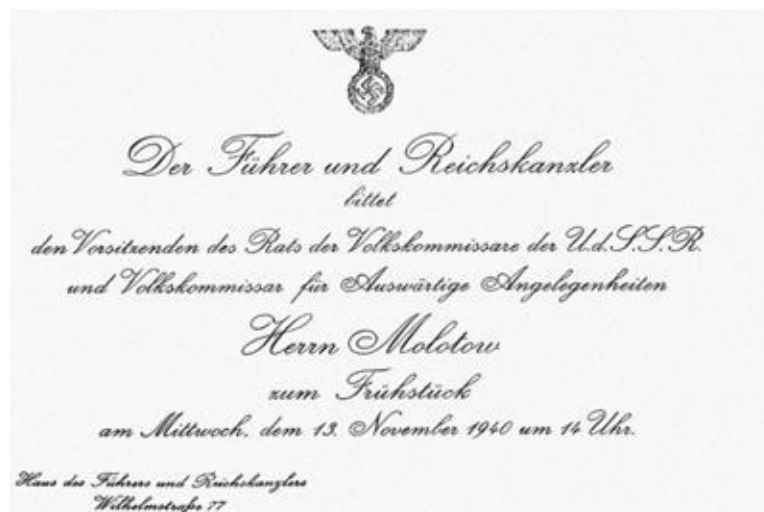 Der Führer und Reichskanzler
bittet
den Vorsitzenden des Rats der Volkskommissare der U.d.S.S.R.
und Volkskommissar für Auswärtige Angelegenheiten
Herrn Molotow
zum Frühstück
am Mittwoch, dem 13. November 1940 um 14 Uhr.
Haus des Führers und Reichskanzlers
Wilhelmstraße 77